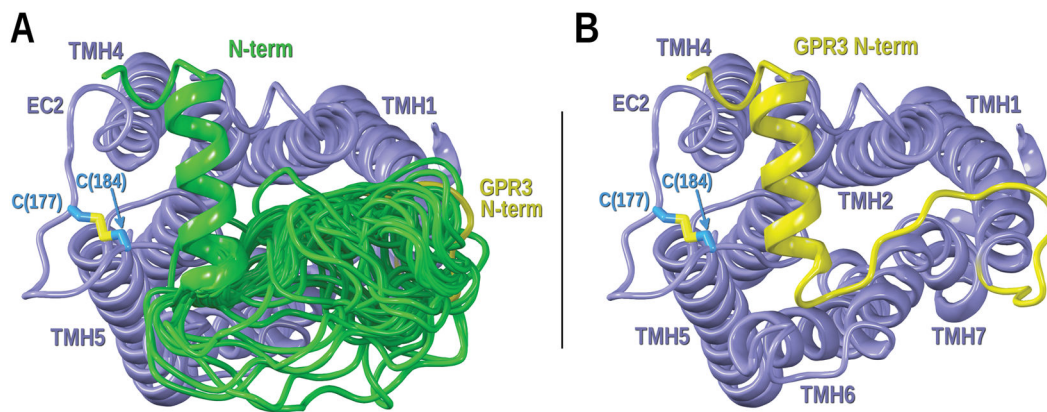 A
TMH4
N-term
EC2
TMH1
C(184)
C(177)
GPR3
N-term
TMH5
B
TMH4
GPR3 N-term
EC2
TMH1
C(184)
C(177)
TMH2
TMH5
TMH7
TMH6